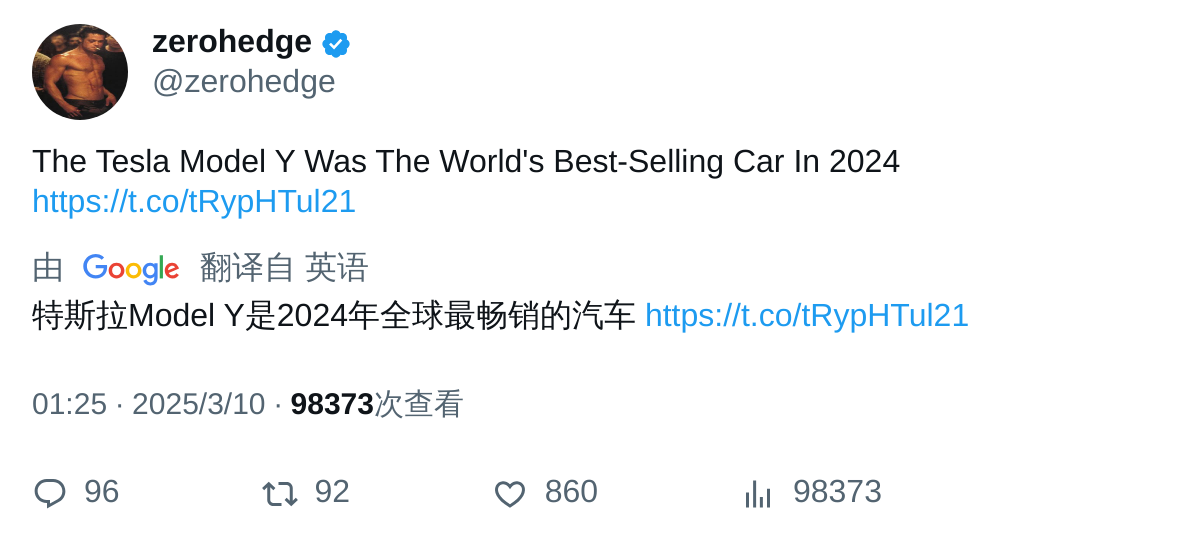 zerohedge
@zerohedge
The Tesla Model Y Was The World's Best-Selling Car In 2024
https://t.co/tRypHTul21
由 Google 翻译自 英语
特斯拉Model Y是2024年全球最畅销的汽车 https://t.co/tRypHTul21
01:25 · 2025/3/10 · 98373次查看
96 92 860 98373